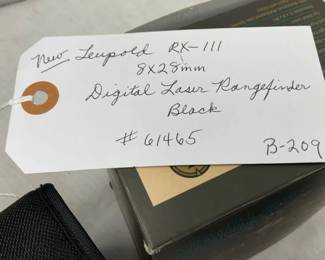 New Leupold RX-111
8X28mm
Digital Laser Rangefinder
Black
#61465
B-209